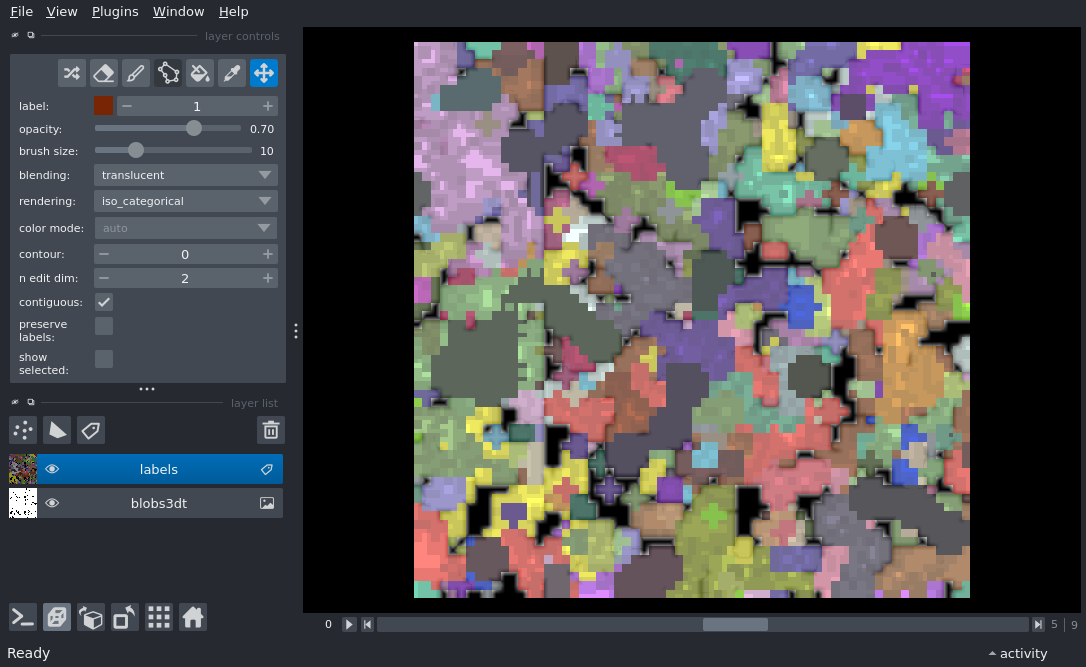 File View Plugins Window Help
layer controls
label: 1
opacity: 0.70
brush size: 10
blending: translucent
rendering: iso_categorical
color mode: auto
contour: 0
n edit dim: 2
contiguous:
preserve
labels:
show
selected:
layer list
labels
blobs3dt
0 5 | 9
Ready activity